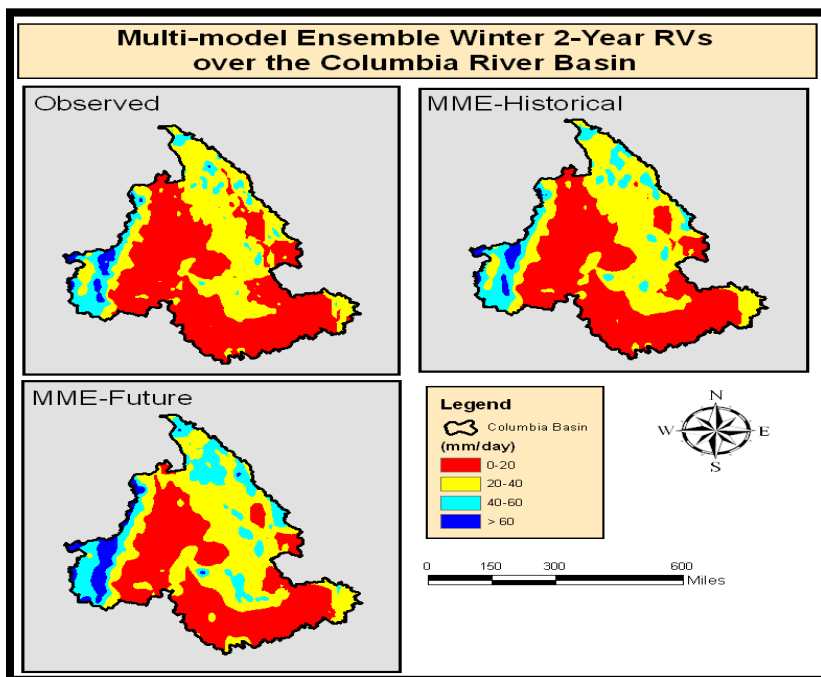 Multi-model Ensemble Winter 2-Year RVs
over the Columbia River Basin
Observed
MME-Historical
MME-Future
Legend
Columbia Basin
(mm/day)
0-20
20-40
40-60
> 60
N
W E
S
0 150 300 600
Miles